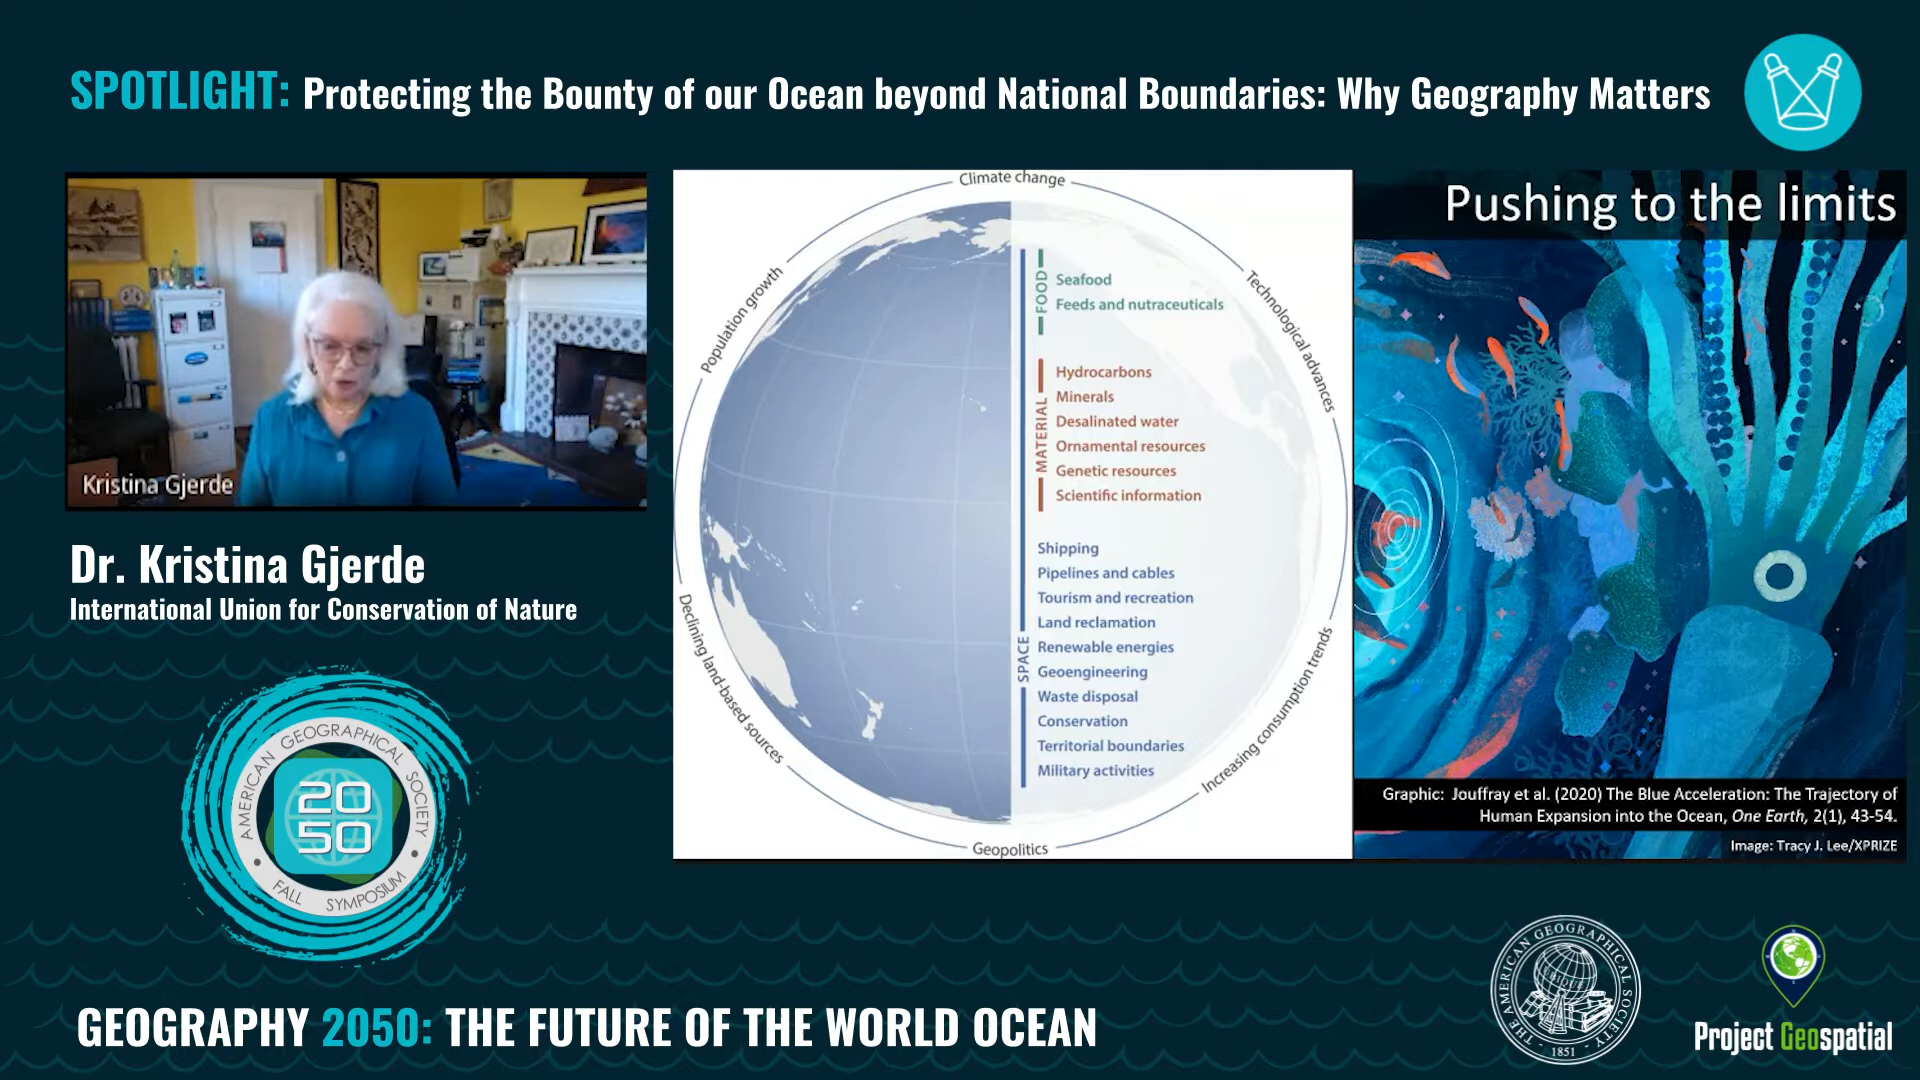 SPOTLIGHT: Protecting the Bounty of our Ocean beyond National Boundaries: Why Geography Matters
Kristina Gjerde
Dr. Kristina Gjerde
International Union for Conservation of Nature
AMERICAN GEOGRAPHICAL SOCIETY
20
50
FALL SYMPOSIUM
Climate change
Population growth
Technological advances
Declining land-based sources
Increasing consumption trends
Geopolitics
FOOD
Seafood
Feeds and nutraceuticals
MATERIAL
Hydrocarbons
Minerals
Desalinated water
Ornamental resources
Genetic resources
Scientific information
SPACE
Shipping
Pipelines and cables
Tourism and recreation
Land reclamation
Renewable energies
Geoengineering
Waste disposal
Conservation
Territorial boundaries
Military activities
Pushing to the limits
Graphic: Jouffray et al. (2020) The Blue Acceleration: The Trajectory of
Human Expansion into the Ocean, One Earth, 2(1), 43-54.
Image: Tracy J. Lee/XPRIZE
GEOGRAPHY 2050: THE FUTURE OF THE WORLD OCEAN
THE AMERICAN GEOGRAPHICAL SOCIETY
1851
Project Geospatial